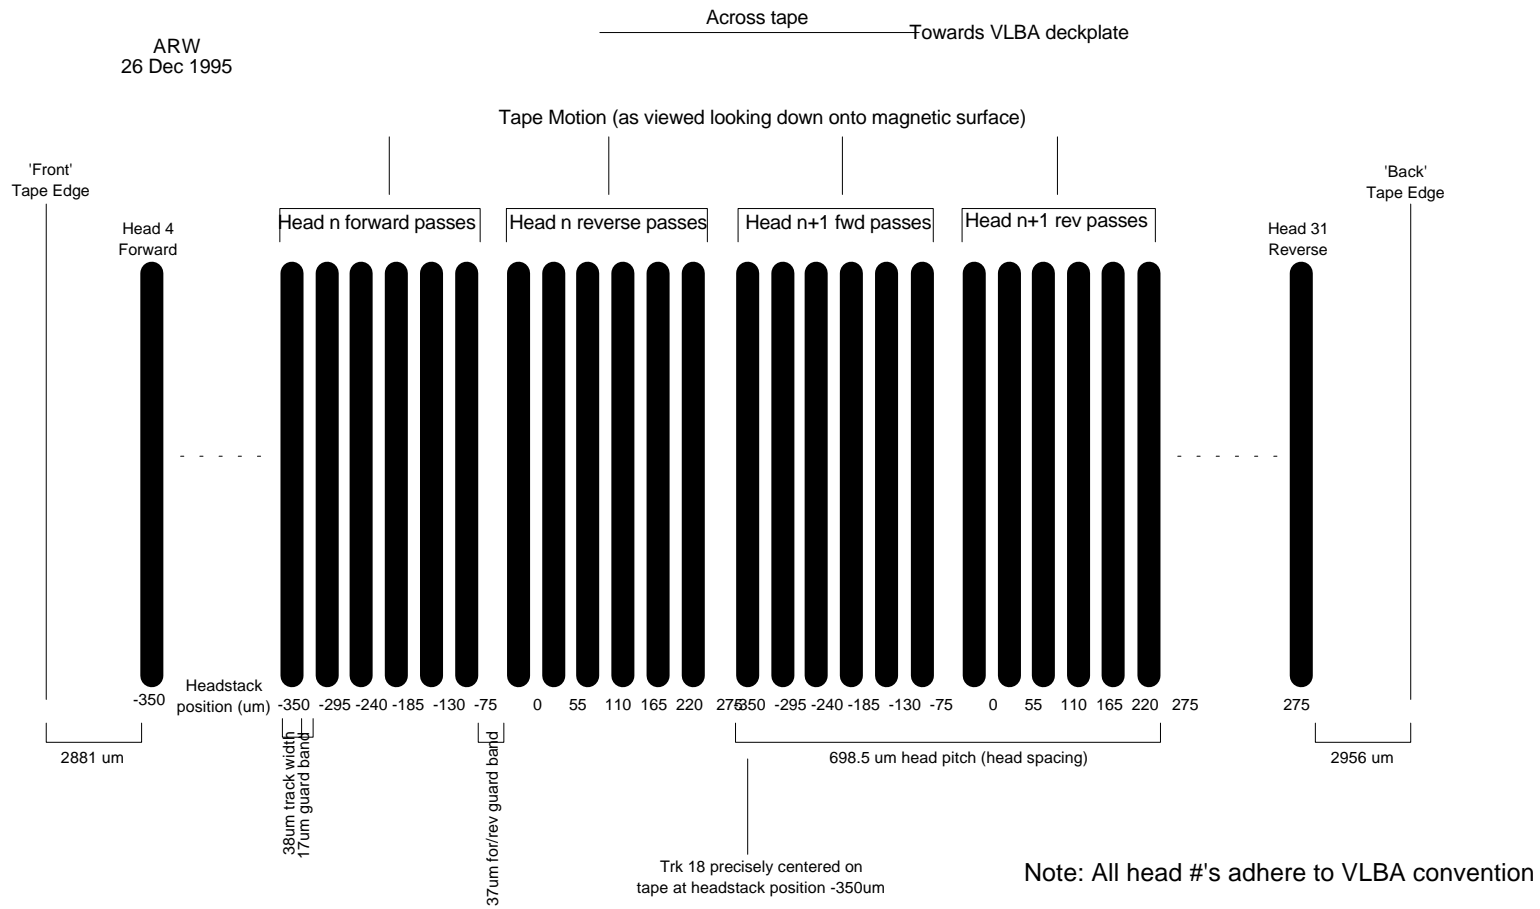 Across tape
Towards VLBA deckplate
ARW
26 Dec 1995
Tape Motion (as viewed looking down onto magnetic surface)
'Front'
Tape Edge
'Back'
Tape Edge
Head 4
Forward
Head n forward passes
Head n reverse passes
Head n+1 fwd passes
Head n+1 rev passes
Head 31
Reverse
- - - - -
- - - - - -
Headstack
position (um)
-350
-350 -295 -240 -185 -130 -75 0 55 110 165 220 275
-350 -295 -240 -185 -130 -75 0 55 110 165 220 275
275
2881 um
38um track width
17um guard band
37um for/rev guard band
698.5 um head pitch (head spacing)
2956 um
Trk 18 precisely centered on
tape at headstack position -350um
Note: All head #'s adhere to VLBA convention